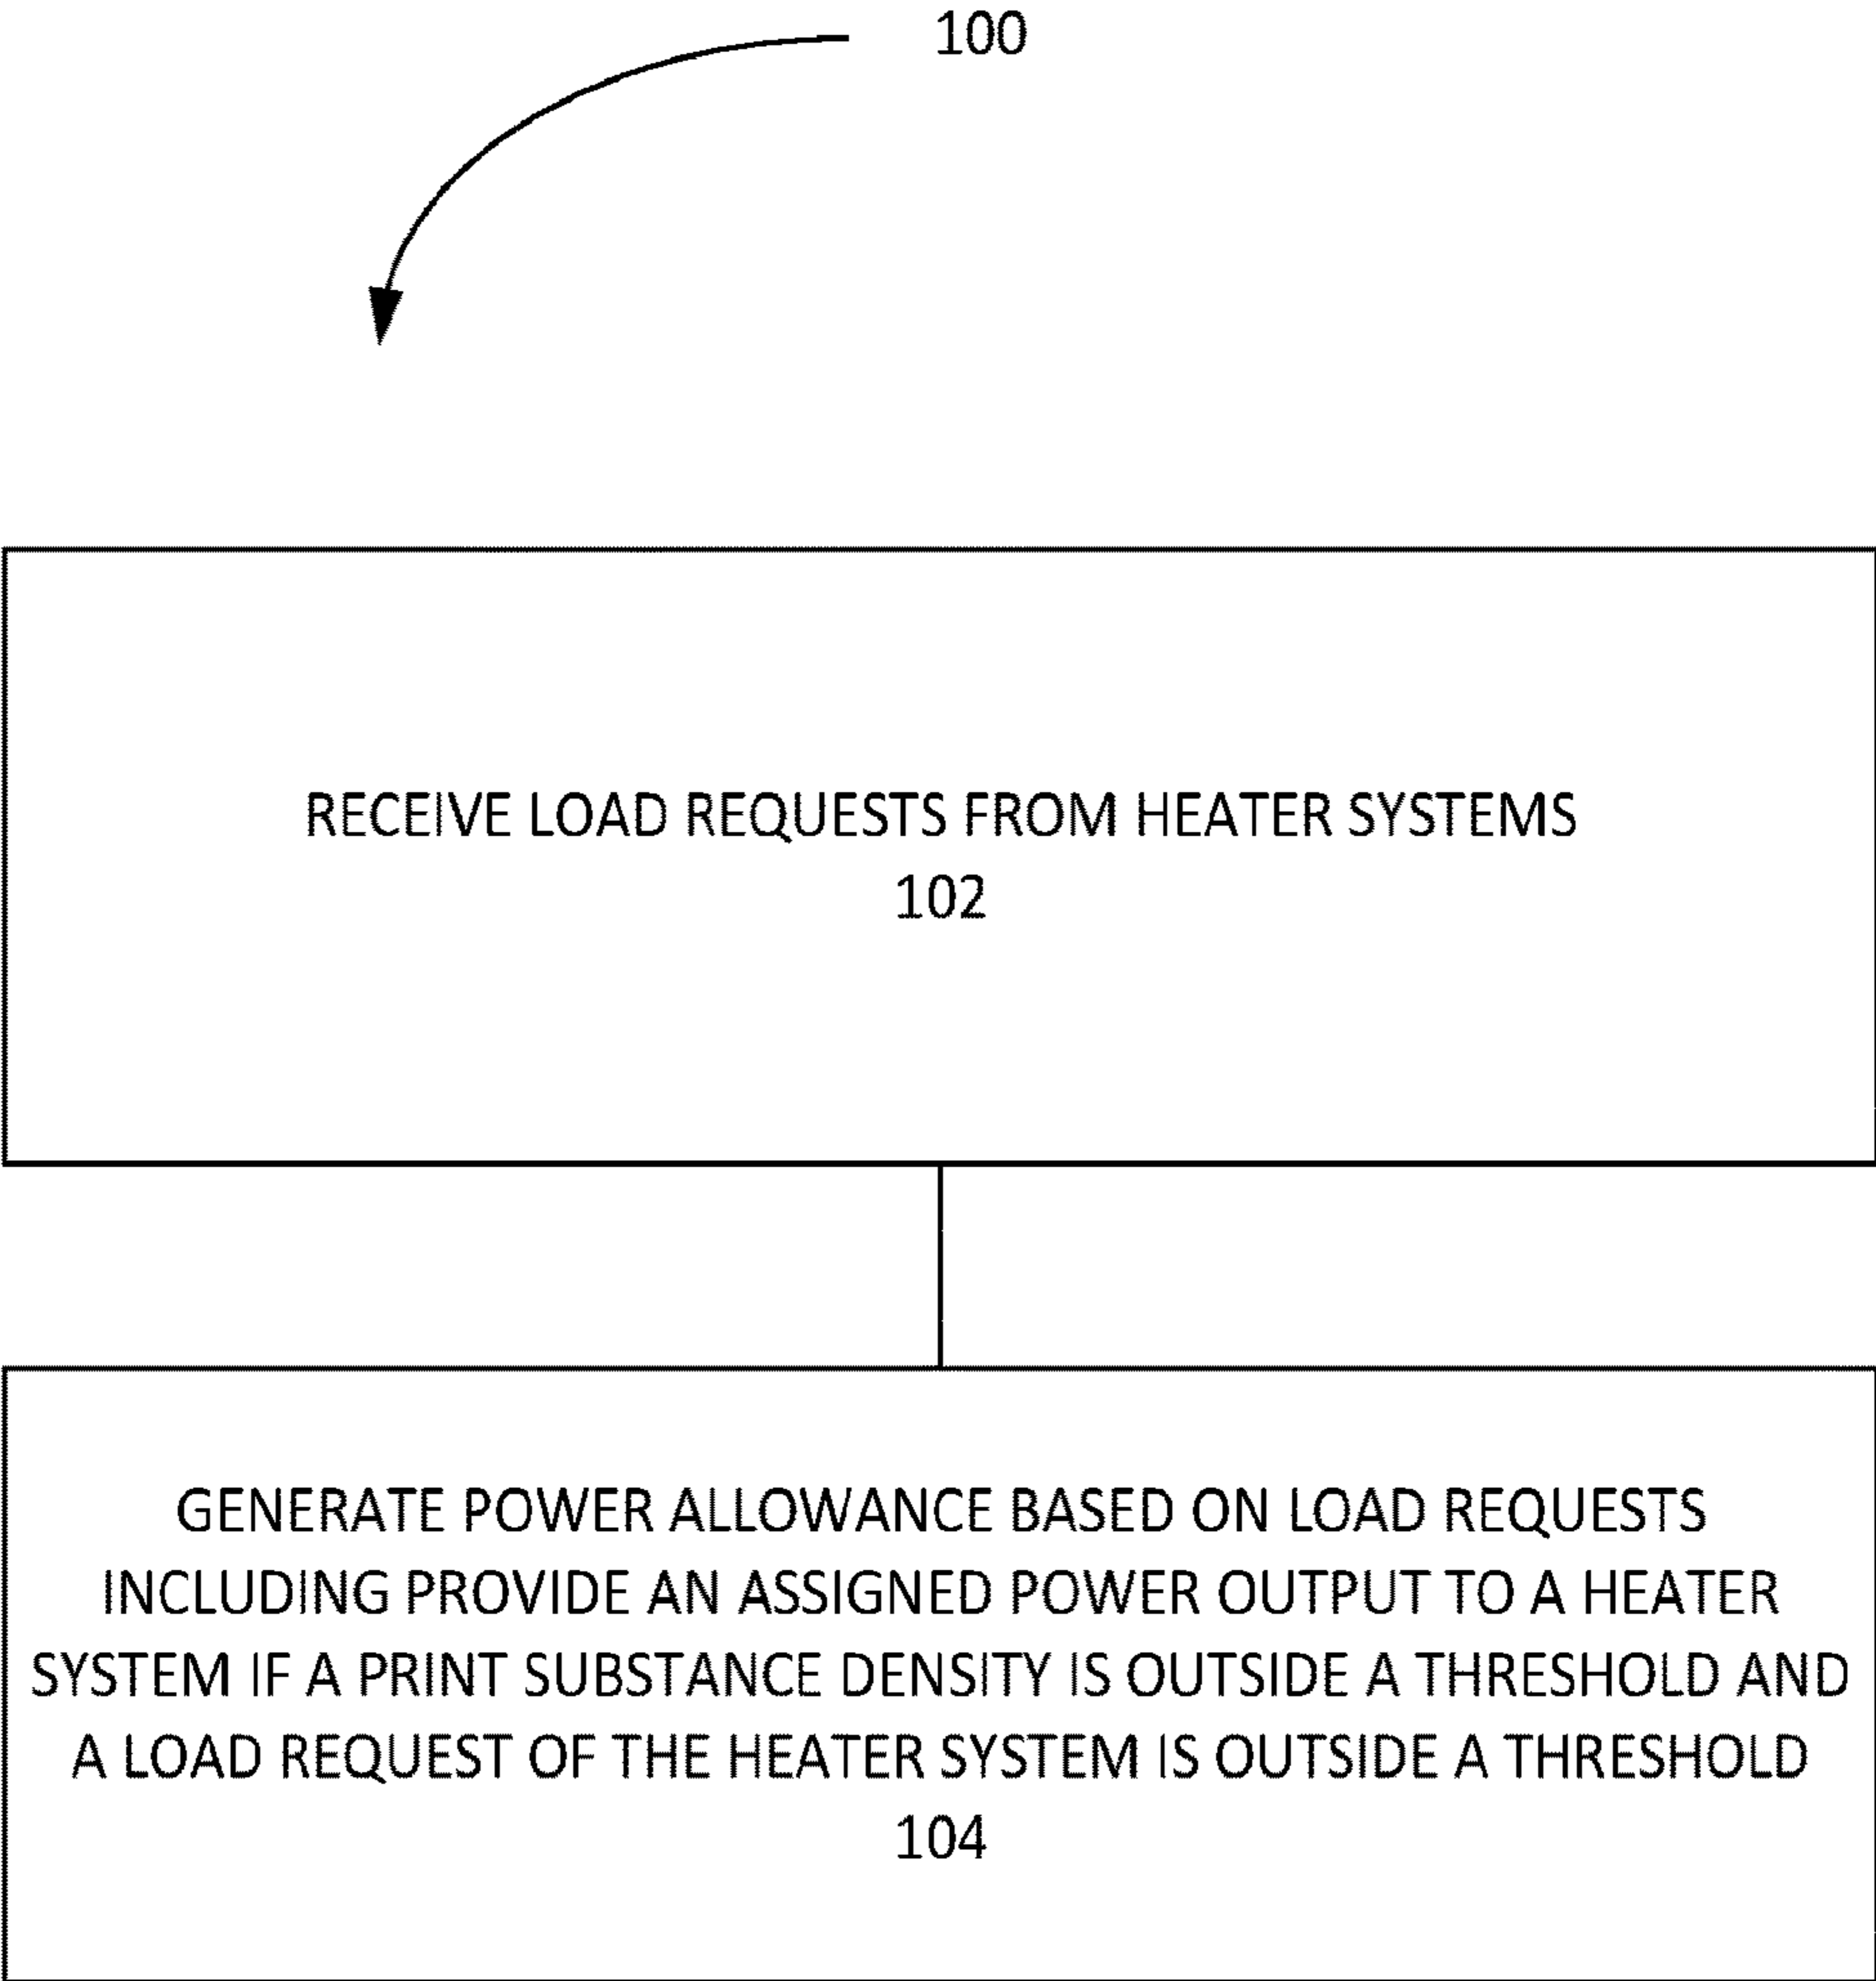 100
RECEIVE LOAD REQUESTS FROM HEATER SYSTEMS
102
GENERATE POWER ALLOWANCE BASED ON LOAD REQUESTS
INCLUDING PROVIDE AN ASSIGNED POWER OUTPUT TO A HEATER
SYSTEM IF A PRINT SUBSTANCE DENSITY IS OUTSIDE A THRESHOLD AND
A LOAD REQUEST OF THE HEATER SYSTEM IS OUTSIDE A THRESHOLD
104